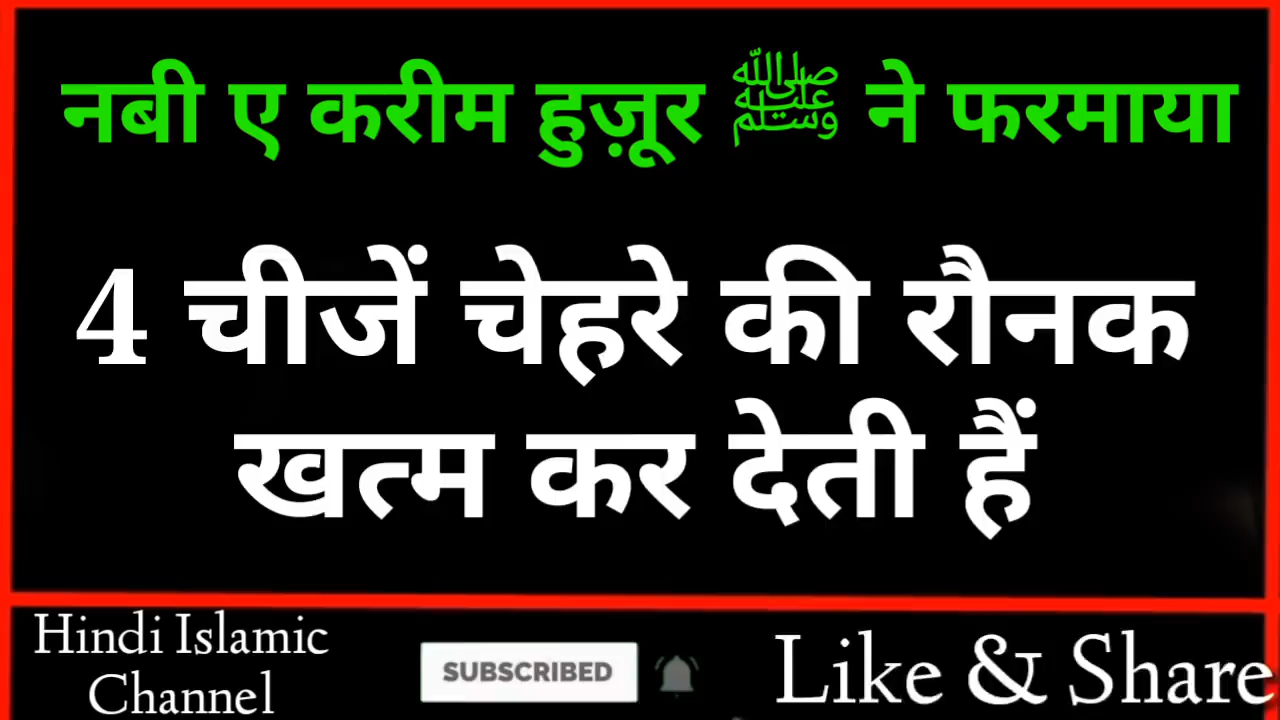 नबी ए करीम हुज़ूर ﷺ ने फरमाया
4 चीजें चेहरे की रौनक
खत्म कर देती हैं
Hindi Islamic
Channel
SUBSCRIBED
Like & Share